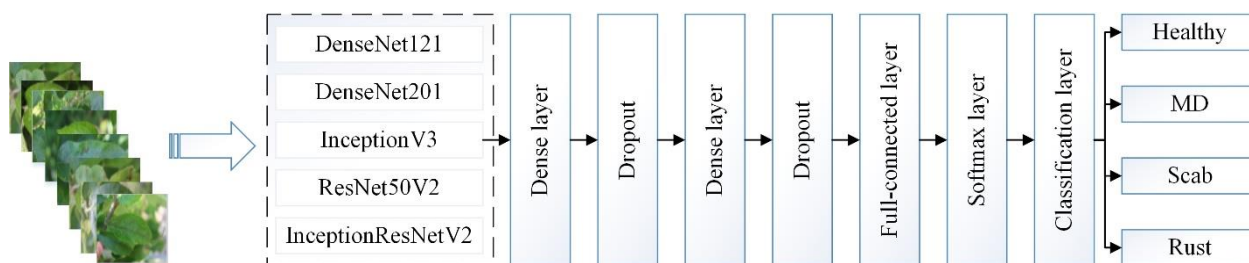 DenseNet121
DenseNet201
InceptionV3
ResNet50V2
InceptionResNetV2
Dense layer
Dropout
Dense layer
Dropout
Full-connected layer
Softmax layer
Classification layer
Healthy
MD
Scab
Rust